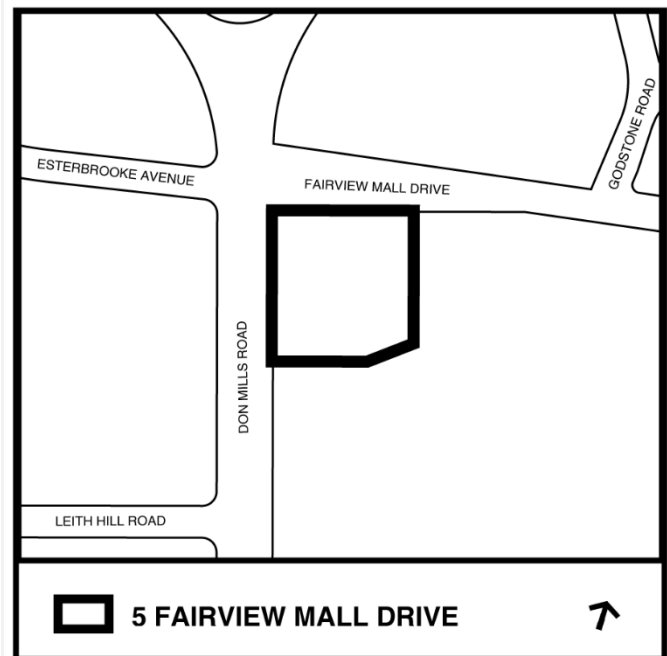 GODSTONE ROAD
ESTERBROOKE AVENUE
FAIRVIEW MALL DRIVE
DON MILLS ROAD
LEITH HILL ROAD
5 FAIRVIEW MALL DRIVE